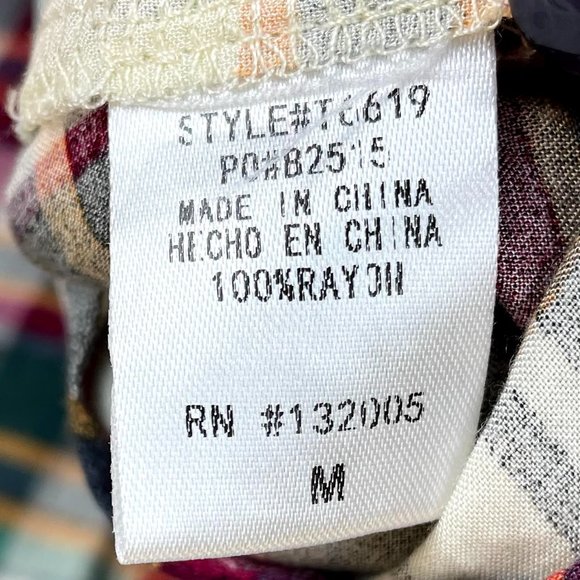 STYLE#T6619
PO#B2515
MADE IN CHINA
HECHO EN CHINA
100%RAYON
RN #132005
M